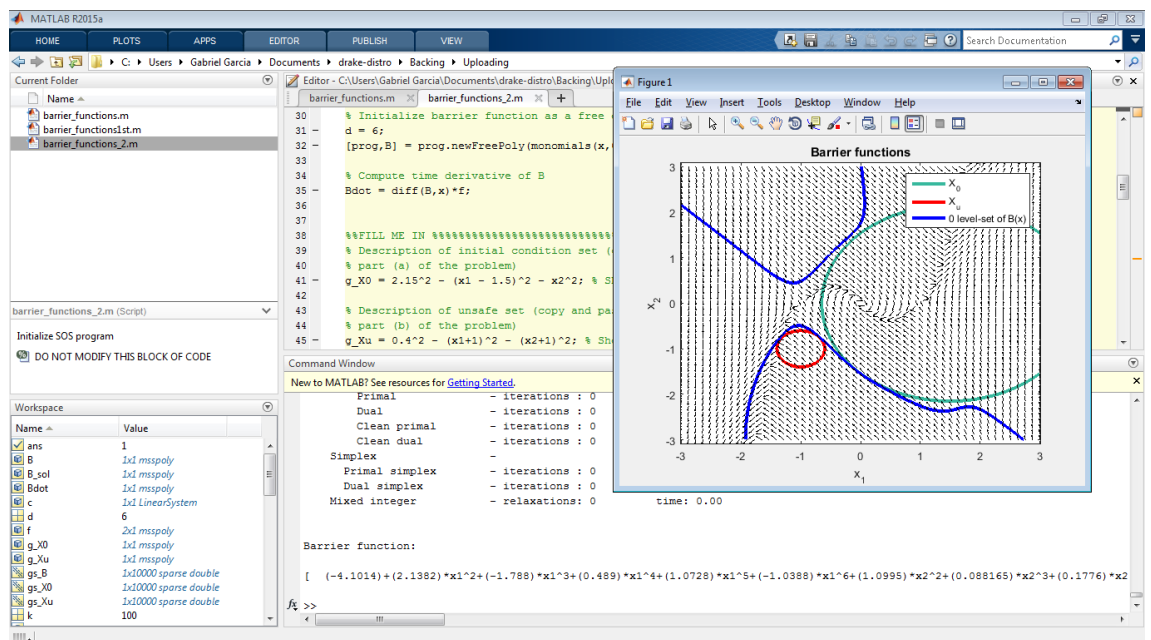 MATLAB R2015a
HOME PLOTS APPS EDITOR PUBLISH VIEW Search Documentation
C: Users Gabriel Garcia Documents drake-distro Backing Uploading
Current Folder
Name
barrier_functions.m
barrier_functions1st.m
barrier_functions_2.m
barrier_functions_2.m (Script)
Initialize SOS program
DO NOT MODIFY THIS BLOCK OF CODE
Workspace
Name Value
ans 1
B 1x1 msspoly
B_sol 1x1 msspoly
Bdot 1x1 msspoly
c 1x1 LinearSystem
d 6
f 2x1 msspoly
g_X0 1x1 msspoly
g_Xu 1x1 msspoly
gs_B 1x10000 sparse double
gs_X0 1x10000 sparse double
gs_Xu 1x10000 sparse double
k 100
Editor - C:\Users\Gabriel Garcia\Documents\drake-distro\Backing\Uplo
barrier_functions.m barrier_functions_2.m
30 % Initialize barrier function as a free
31 - d = 6;
32 - [prog,B] = prog.newFreePoly(monomials(x,
33
34 % Compute time derivative of B
35 - Bdot = diff(B,x)*f;
36
37
38 %%FILL ME IN %%%%%%%%%%%%%%%%%%%%%%%%%%%
39 % Description of initial condition set (
40 % part (a) of the problem)
41 - g_X0 = 2.15^2 - (x1 - 1.5)^2 - x2^2; % S
42
43 % Description of unsafe set (copy and pa
44 % part (b) of the problem)
45 - g_Xu = 0.4^2 - (x1+1)^2 - (x2+1)^2; % Sh
Command Window
New to MATLAB? See resources for Getting Started.
Primal - iterations : 0
Dual - iterations : 0
Clean primal - iterations : 0
Clean dual - iterations : 0
Simplex -
Primal simplex - iterations : 0
Dual simplex - iterations : 0
Mixed integer - relaxations: 0 time: 0.00
Barrier function:
[ (-4.1014)+(2.1382)*x1^2+(-1.788)*x1^3+(0.489)*x1^4+(1.0728)*x1^5+(-1.0388)*x1^6+(1.0995)*x2^2+(0.088165)*x2^3+(0.1776)*x2
fx >>
Figure 1
File Edit View Insert Tools Desktop Window Help
Barrier functions
X0
Xu
0 level-set of B(x)
3
2
1
0
-1
-2
-3
x2
-3 -2 -1 0 1 2 3
x1